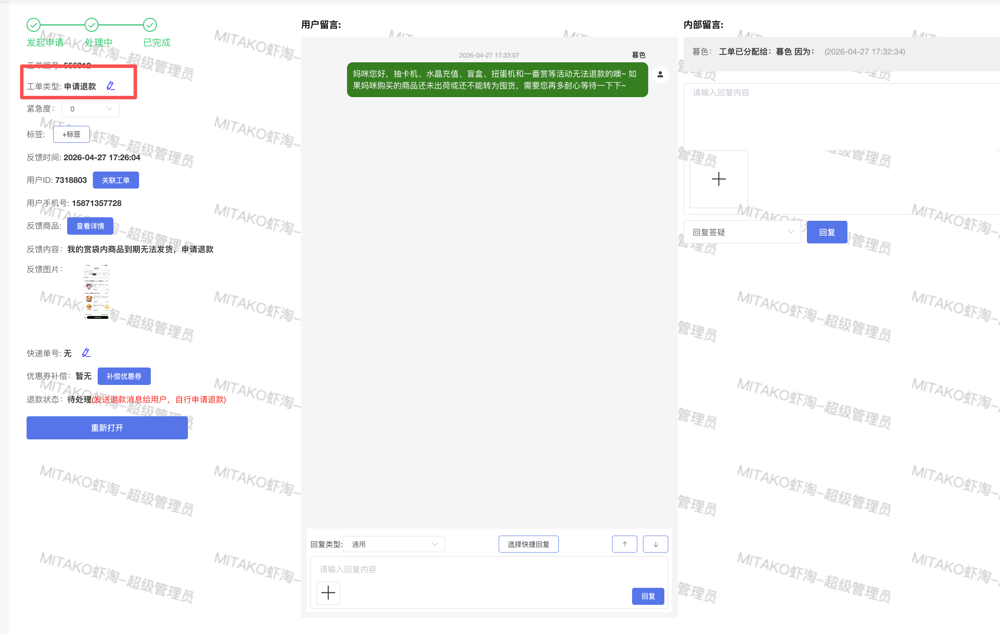 发起申请
处理中
已完成
工单编号: 556012
工单类型: 申请退款
紧急度： 0
标签: +标签
反馈时间: 2026-04-27 17:26:04
用户ID: 7318803 关联工单
用户手机号: 15871357728
反馈商品: 查看详情
反馈内容： 我的赏袋内商品到期无法发货，申请退款
反馈图片：
快递单号: 无
优惠券补偿： 暂无 补偿优惠券
退款状态： 待处理(发送退款消息给用户，自行申请退款)
重新打开
用户留言:
2026-04-27 17:33:07 暮色
妈咪您好，抽卡机、水晶充值、盲盒、扭蛋机和一番赏等活动无法退款的噢~ 如
果妈咪购买的商品还未出荷或还不能转为囤货，需要您再多耐心等待一下下~
回复类型: 通用 选择快捷回复 ↑ ↓
请输入回复内容
回复
内部留言:
暮色： 工单已分配给：暮色 因为： (2026-04-27 17:32:34)
请输入回复内容
回复答疑 回复
MITAKO虾淘-超级管理员